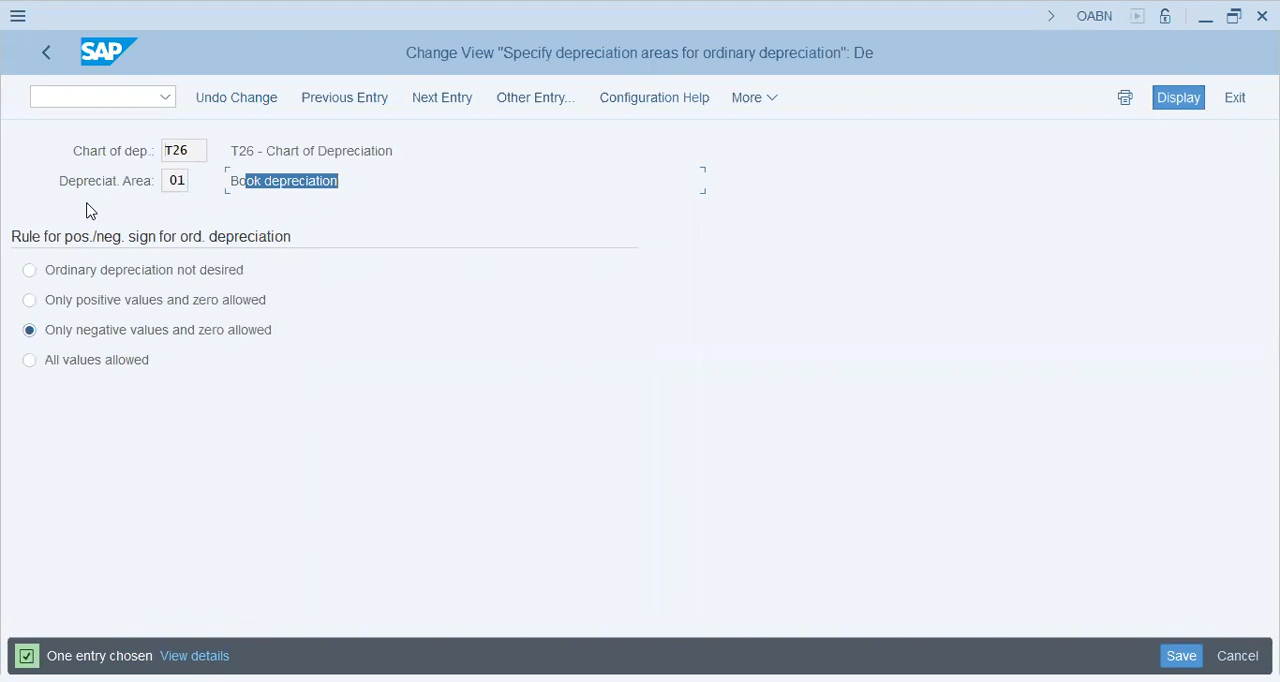 OABN
SAP
Change View "Specify depreciation areas for ordinary depreciation": De
Undo Change Previous Entry Next Entry Other Entry... Configuration Help More Display Exit
Chart of dep.: T26 T26 - Chart of Depreciation
Depreciat. Area: 01 Book depreciation
Rule for pos./neg. sign for ord. depreciation
Ordinary depreciation not desired
Only positive values and zero allowed
Only negative values and zero allowed
All values allowed
One entry chosen View details Save Cancel